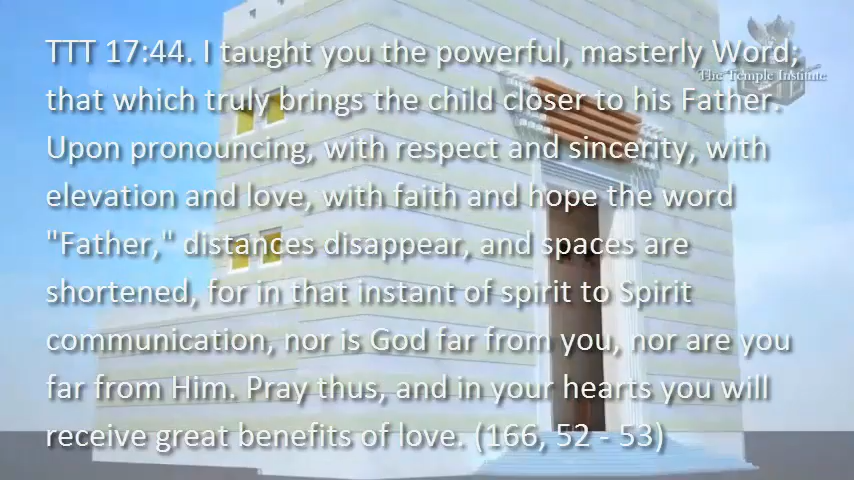 TTT 17:44. I taught you the powerful, masterly Word;
The Temple Institute
that which truly brings the child closer to his Father.
Upon pronouncing, with respect and sincerity, with
elevation and love, with faith and hope the word
"Father," distances disappear, and spaces are
shortened, for in that instant of spirit to Spirit
communication, nor is God far from you, nor are you
far from Him. Pray thus, and in your hearts you will
receive great benefits of love. (166, 52 - 53)